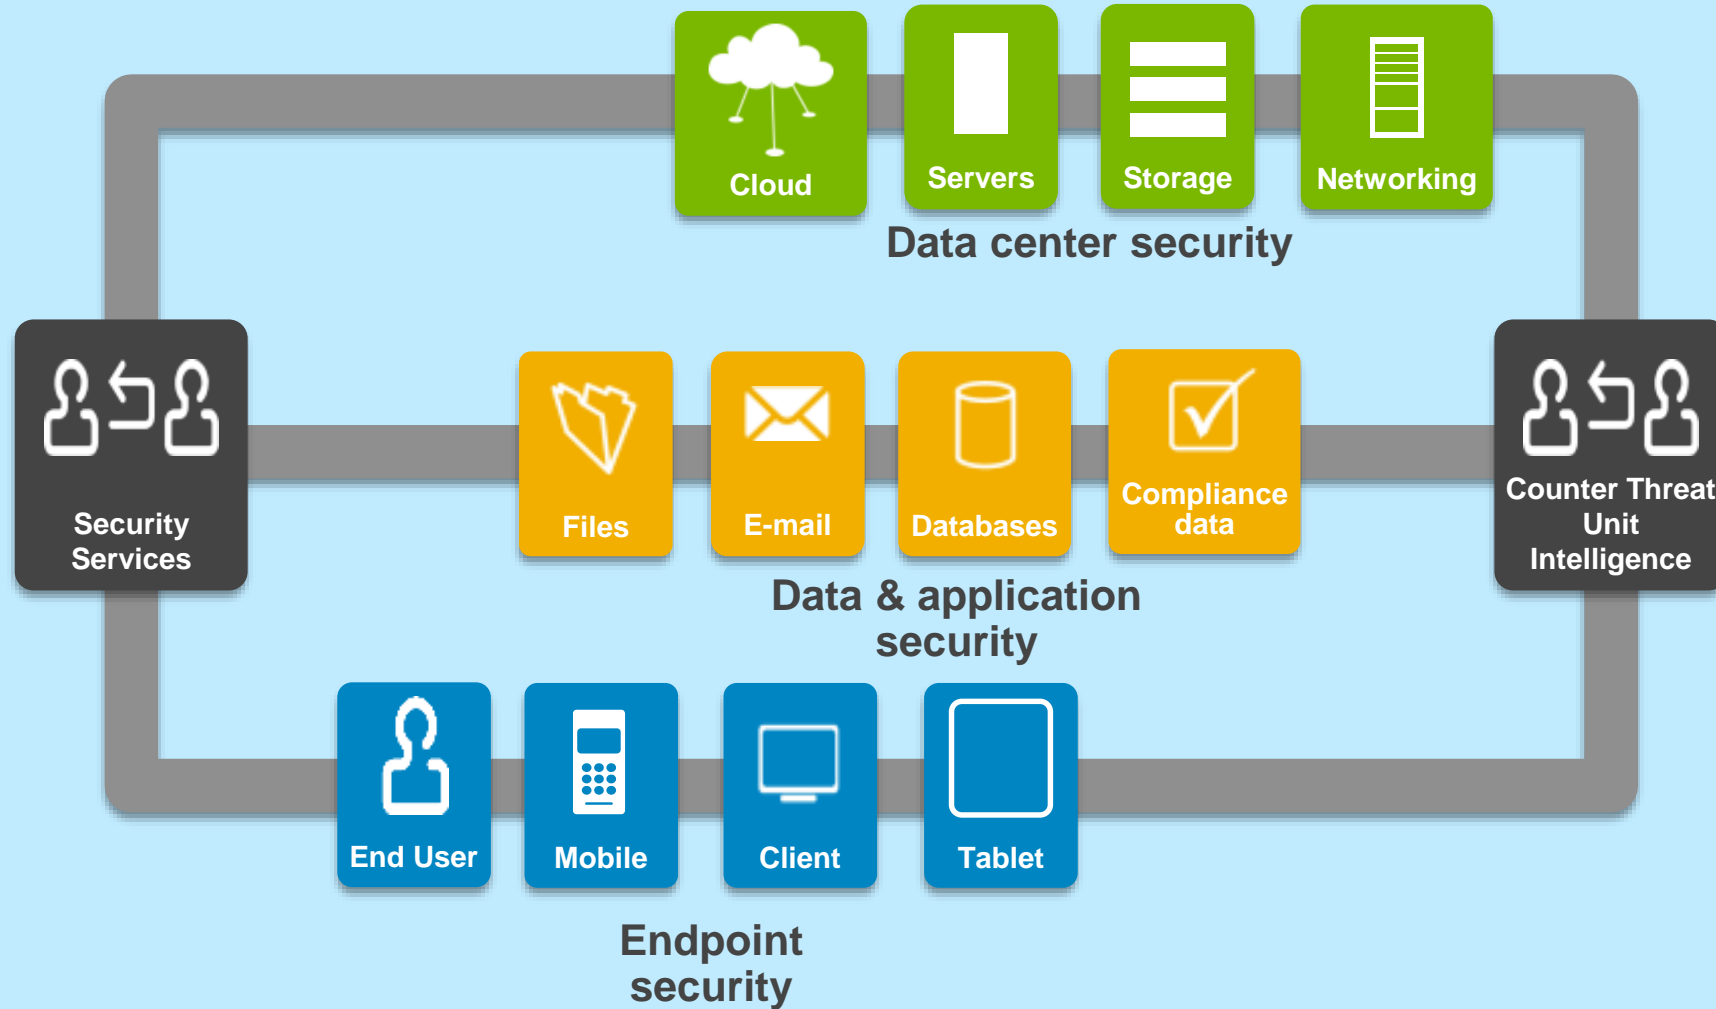 Cloud
Servers
Storage
Networking
Data center security
Security
Services
Files
E-mail
Databases
Compliance
data
Counter Threat
Unit
Intelligence
Data & application
security
End User
Mobile
Client
Tablet
Endpoint
security